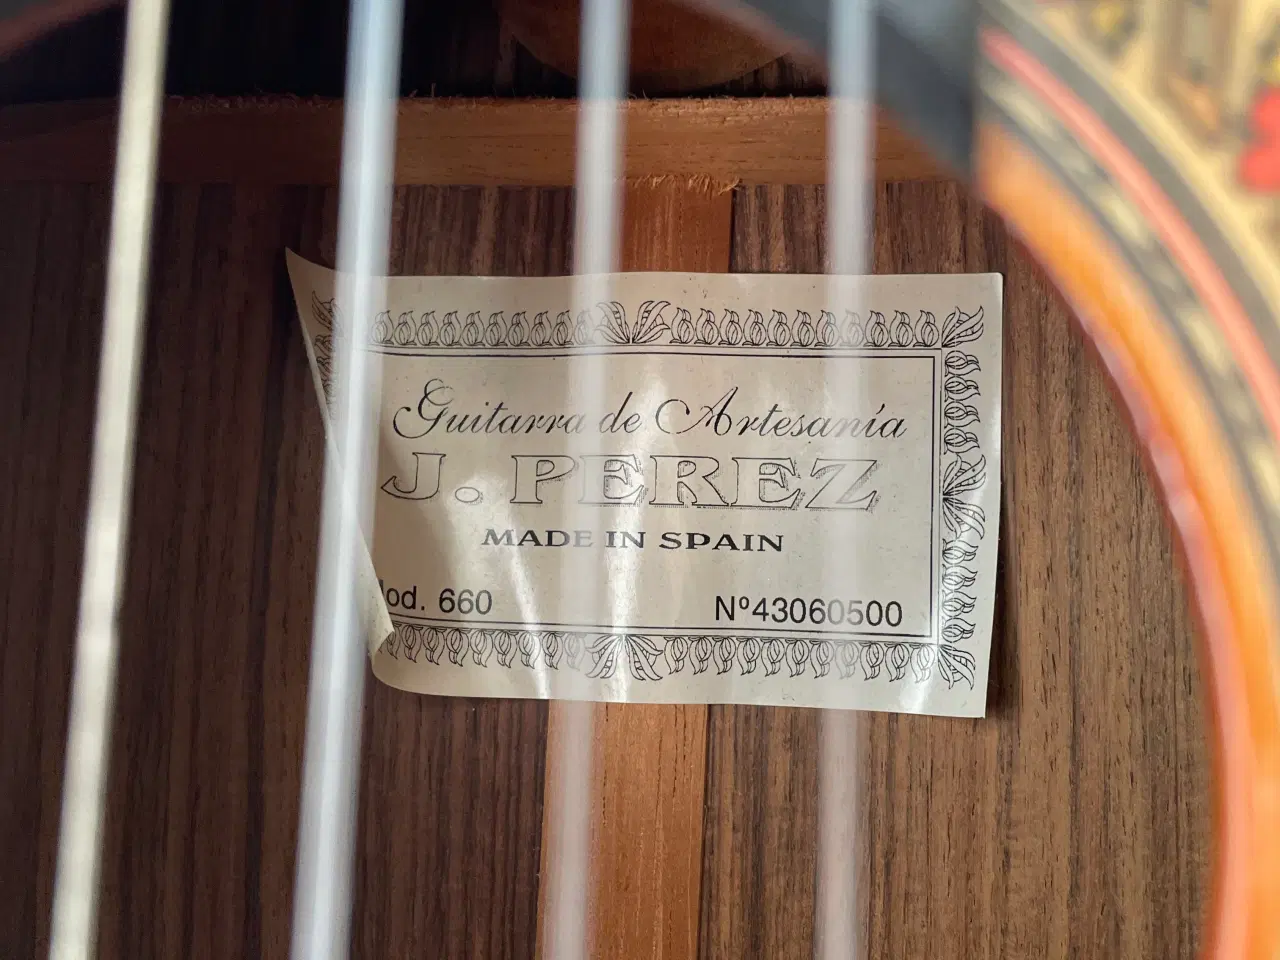 Guitarra de Artesanía
J. PEREZ
MADE IN SPAIN
od. 660
Nº43060500